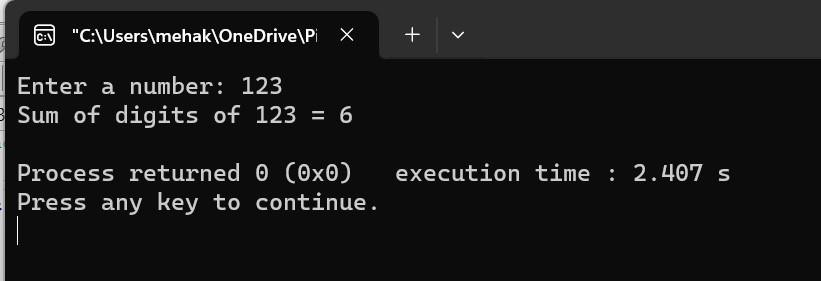 "C:\Users\mehak\OneDrive\Pi
Enter a number: 123
Sum of digits of 123 = 6
Process returned 0 (0x0)   execution time : 2.407 s
Press any key to continue.